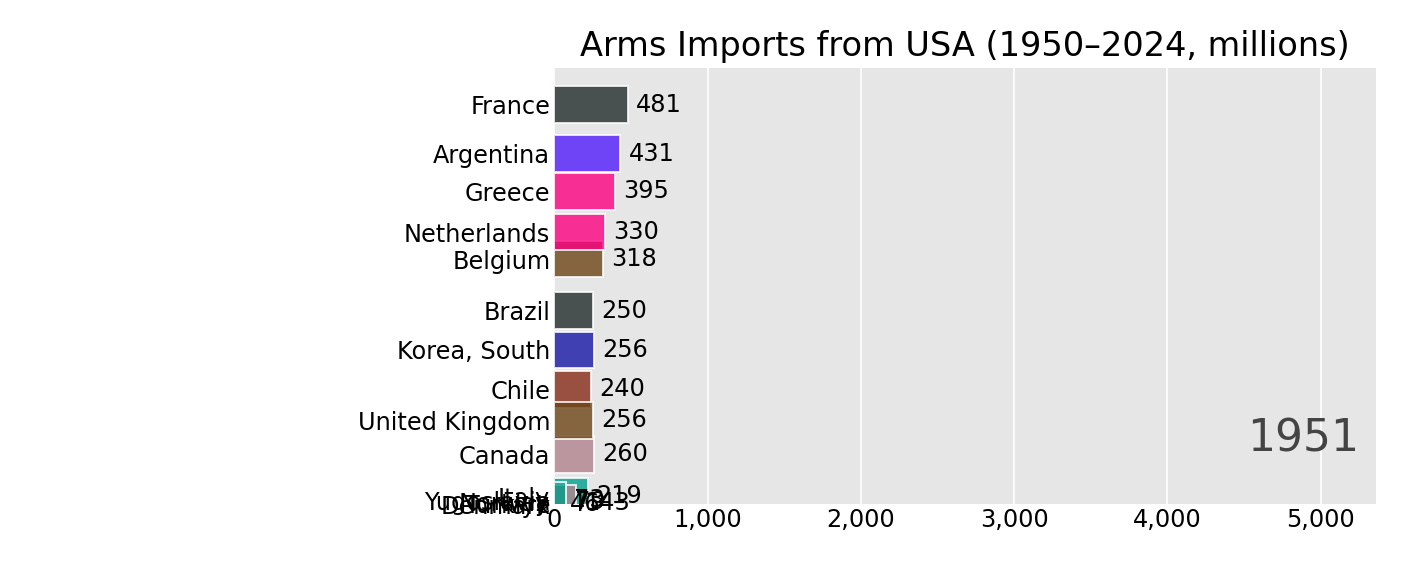 Arms Imports from USA (1950–2024, millions)
France 481
Argentina 431
Greece 395
Netherlands 330
Belgium 318
Brazil 250
Korea, South 256
Chile 240
United Kingdom 256
Canada 260
1951
Italy 219
0 1,000 2,000 3,000 4,000 5,000